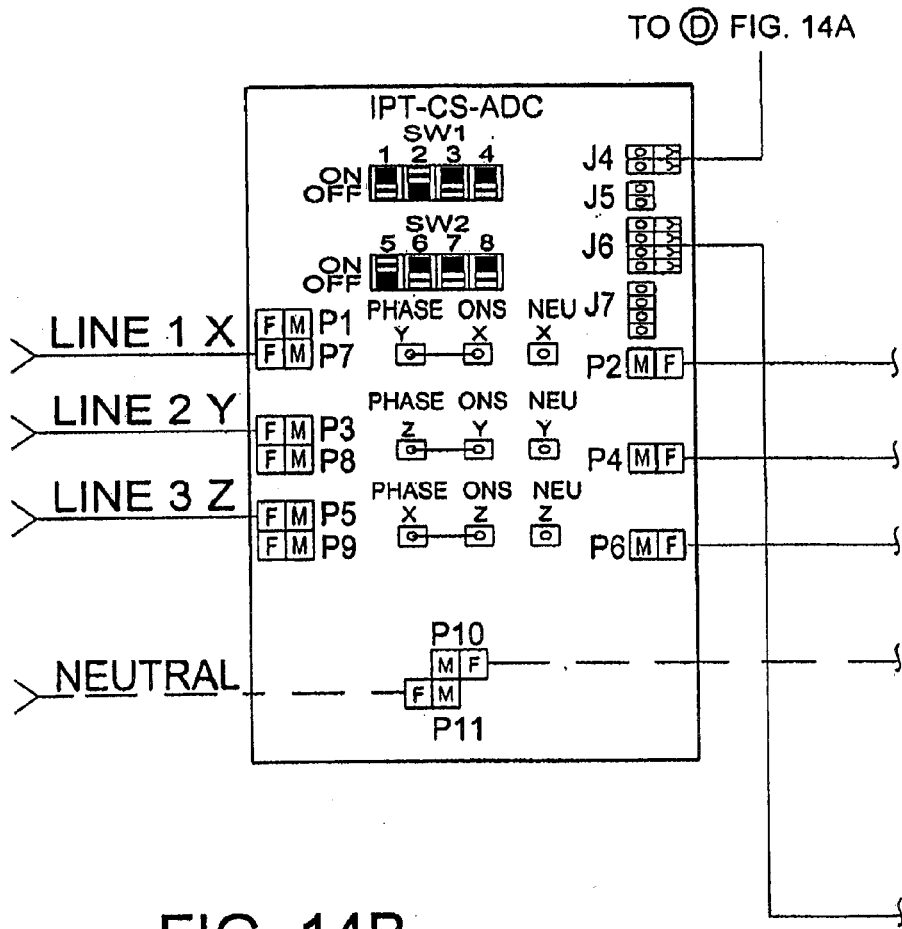 TO Ⓓ FIG. 14A
IPT-CS-ADC
SW1
1 2 3 4
ON
OFF
SW2
5 6 7 8
ON
OFF
J4
J5
J6
J7
LINE 1 X
F M P1
F M P7
PHASE ONS NEU
Y X X
P2 M F
LINE 2 Y
F M P3
F M P8
PHASE ONS NEU
Z Y Y
P4 M F
LINE 3 Z
F M P5
F M P9
PHASE ONS NEU
X Z Z
P6 M F
P10
M F
NEUTRAL
F M
P11
FIG. 14B